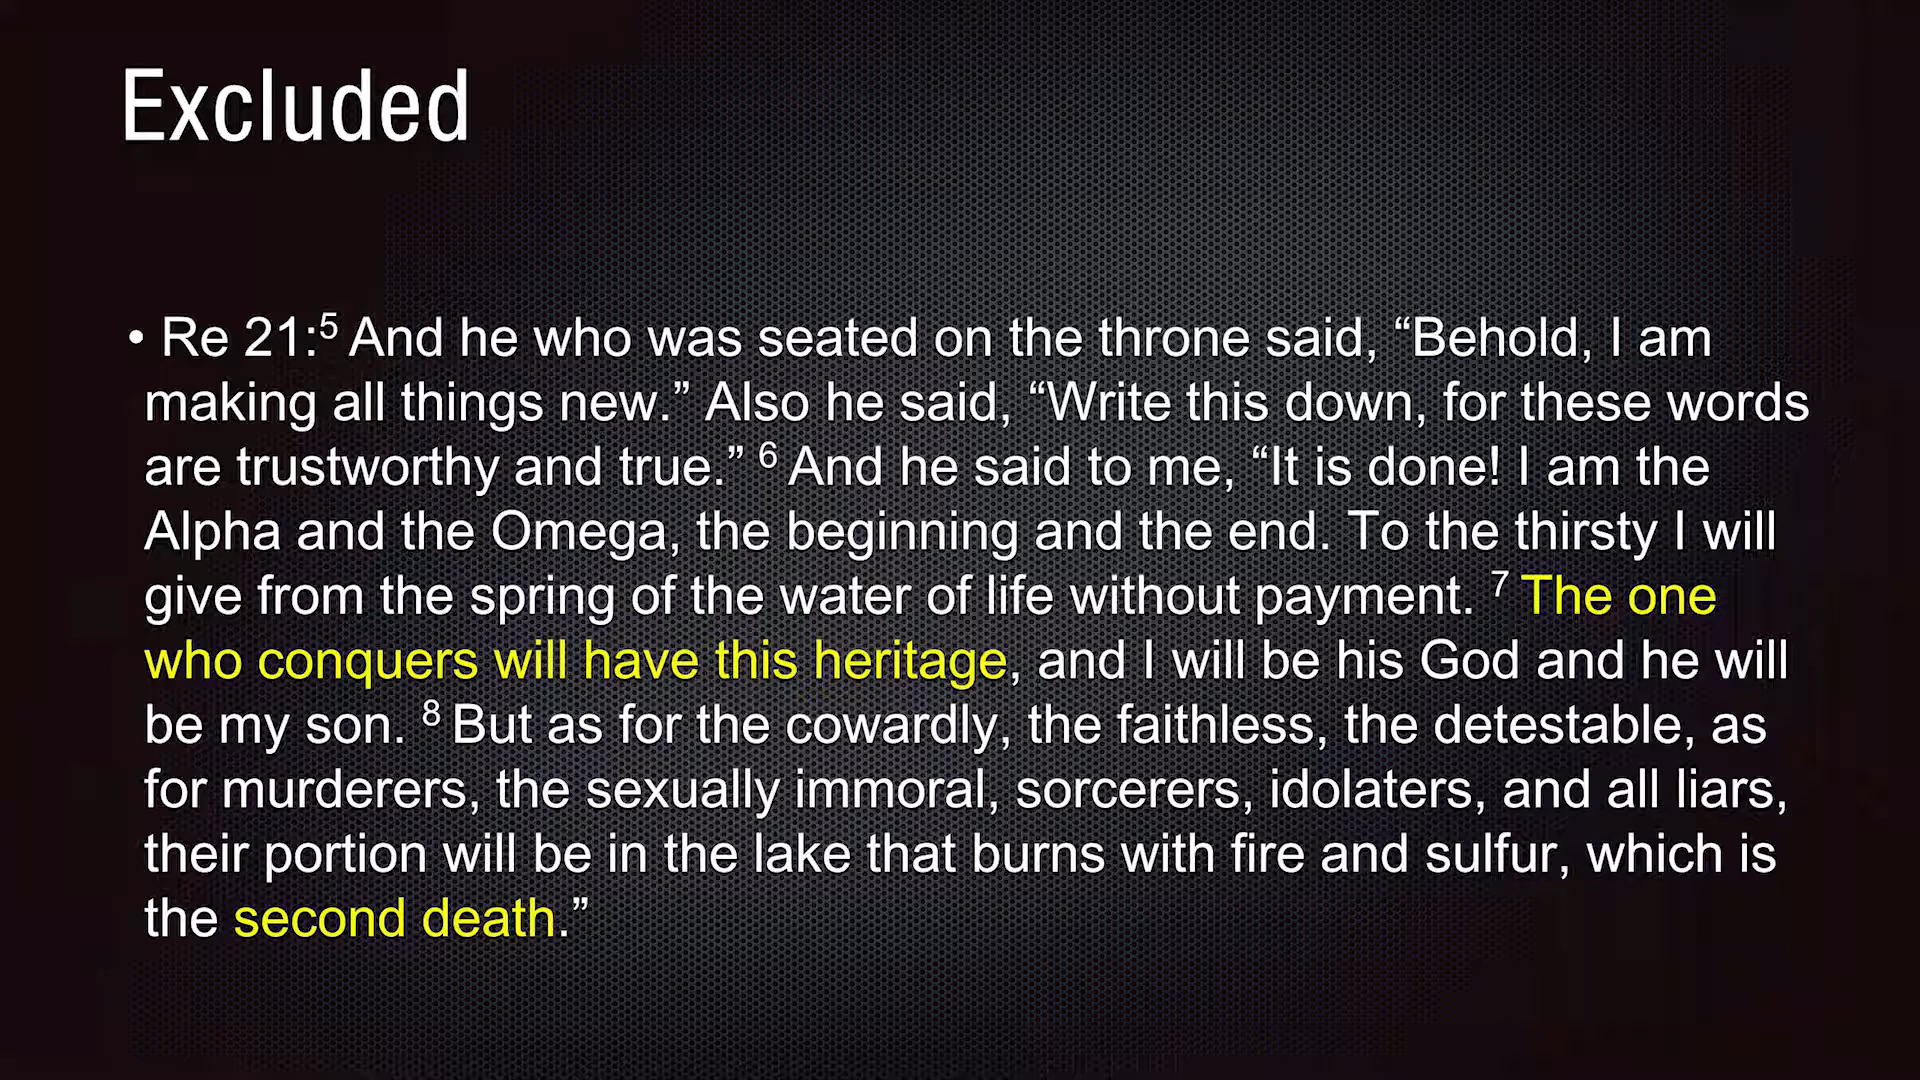 Excluded
• Re 21:⁵ And he who was seated on the throne said, “Behold, I am
making all things new.” Also he said, “Write this down, for these words
are trustworthy and true.” ⁶ And he said to me, “It is done! I am the
Alpha and the Omega, the beginning and the end. To the thirsty I will
give from the spring of the water of life without payment. ⁷ The one
who conquers will have this heritage, and I will be his God and he will
be my son. ⁸ But as for the cowardly, the faithless, the detestable, as
for murderers, the sexually immoral, sorcerers, idolaters, and all liars,
their portion will be in the lake that burns with fire and sulfur, which is
the second death.”